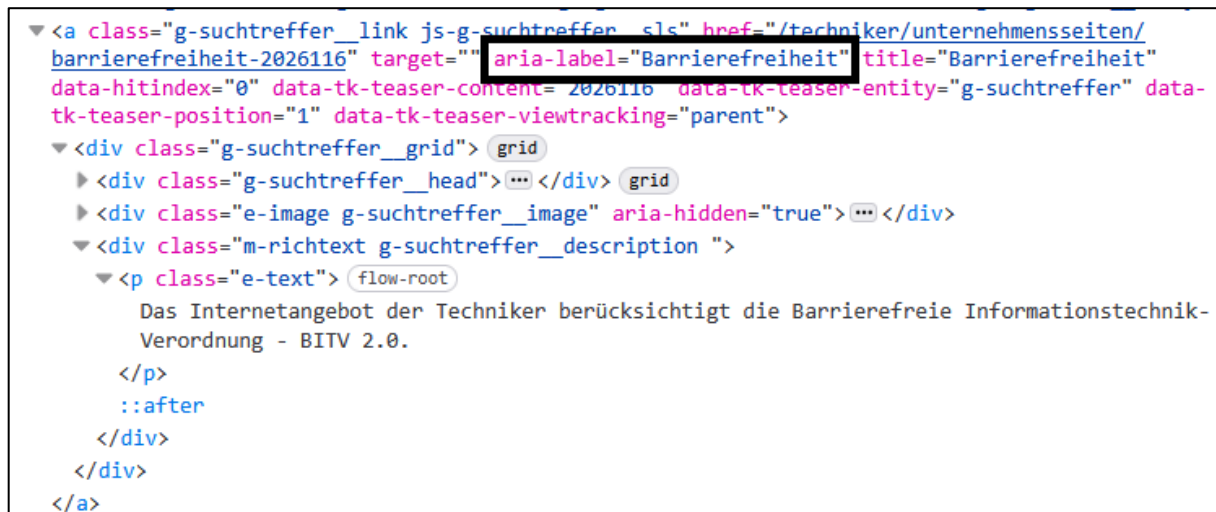 <a class="g-suchtreffer__link js-g-suchtreffer__sls" href="/techniker/unternehmensseiten/
barrierefreiheit-2026116" target="" aria-label="Barrierefreiheit" title="Barrierefreiheit"
data-hitindex="0" data-tk-teaser-content="2026116" data-tk-teaser-entity="g-suchtreffer" data-
tk-teaser-position="1" data-tk-teaser-viewtracking="parent">
<div class="g-suchtreffer__grid"> grid
<div class="g-suchtreffer__head"> ... </div> grid
<div class="e-image g-suchtreffer__image" aria-hidden="true"> ... </div>
<div class="m-richtext g-suchtreffer__description ">
<p class="e-text"> flow-root
Das Internetangebot der Techniker berücksichtigt die Barrierefreie Informationstechnik-
Verordnung - BITV 2.0.
</p>
::after
</div>
</div>
</a>